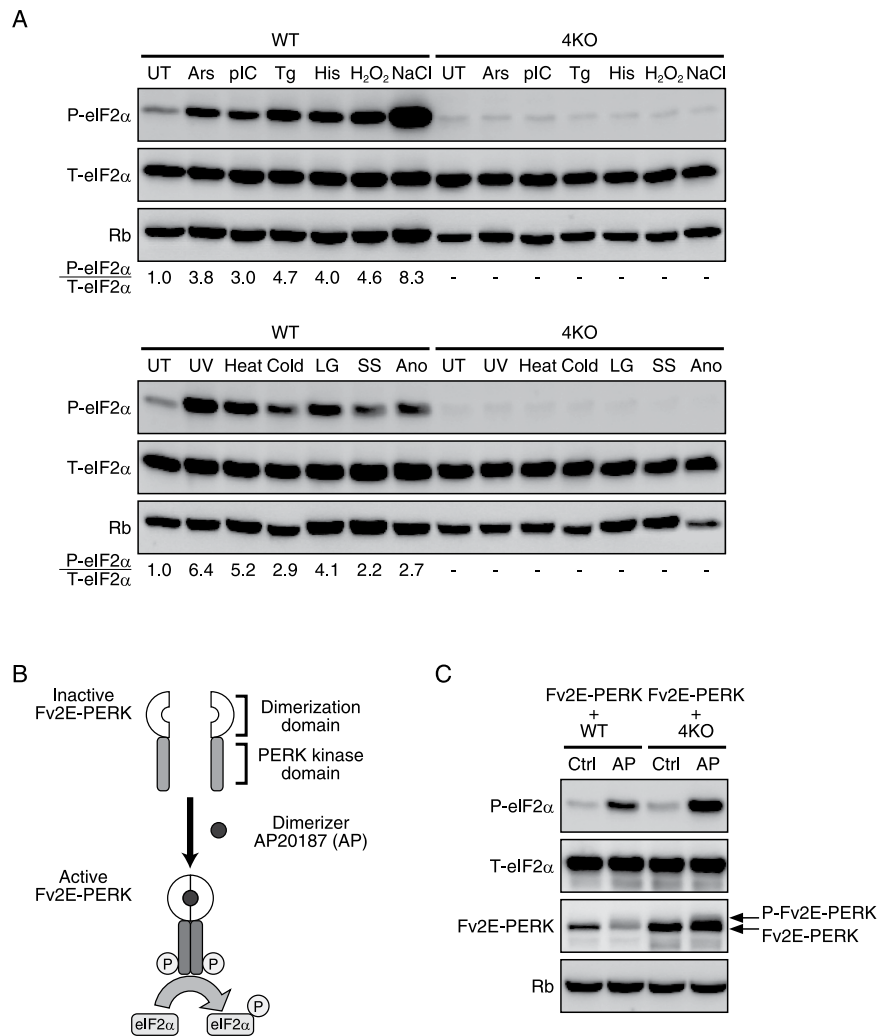 A
WT 4KO
UT Ars pIC Tg His H₂O₂ NaCl UT Ars pIC Tg His H₂O₂ NaCl
P-eIF2α
T-eIF2α
Rb
P-eIF2α
T-eIF2α
1.0 3.8 3.0 4.7 4.0 4.6 8.3 - - - - - - -
WT 4KO
UT UV Heat Cold LG SS Ano UT UV Heat Cold LG SS Ano
P-eIF2α
T-eIF2α
Rb
P-eIF2α
T-eIF2α
1.0 6.4 5.2 2.9 4.1 2.2 2.7 - - - - - - -
B
Inactive
Fv2E-PERK
Dimerization
domain
PERK kinase
domain
Dimerizer
AP20187 (AP)
Active
Fv2E-PERK
P P
P
eIF2α eIF2α
C
Fv2E-PERK Fv2E-PERK
+ +
WT 4KO
Ctrl AP Ctrl AP
P-eIF2α
T-eIF2α
Fv2E-PERK
P-Fv2E-PERK
Fv2E-PERK
Rb